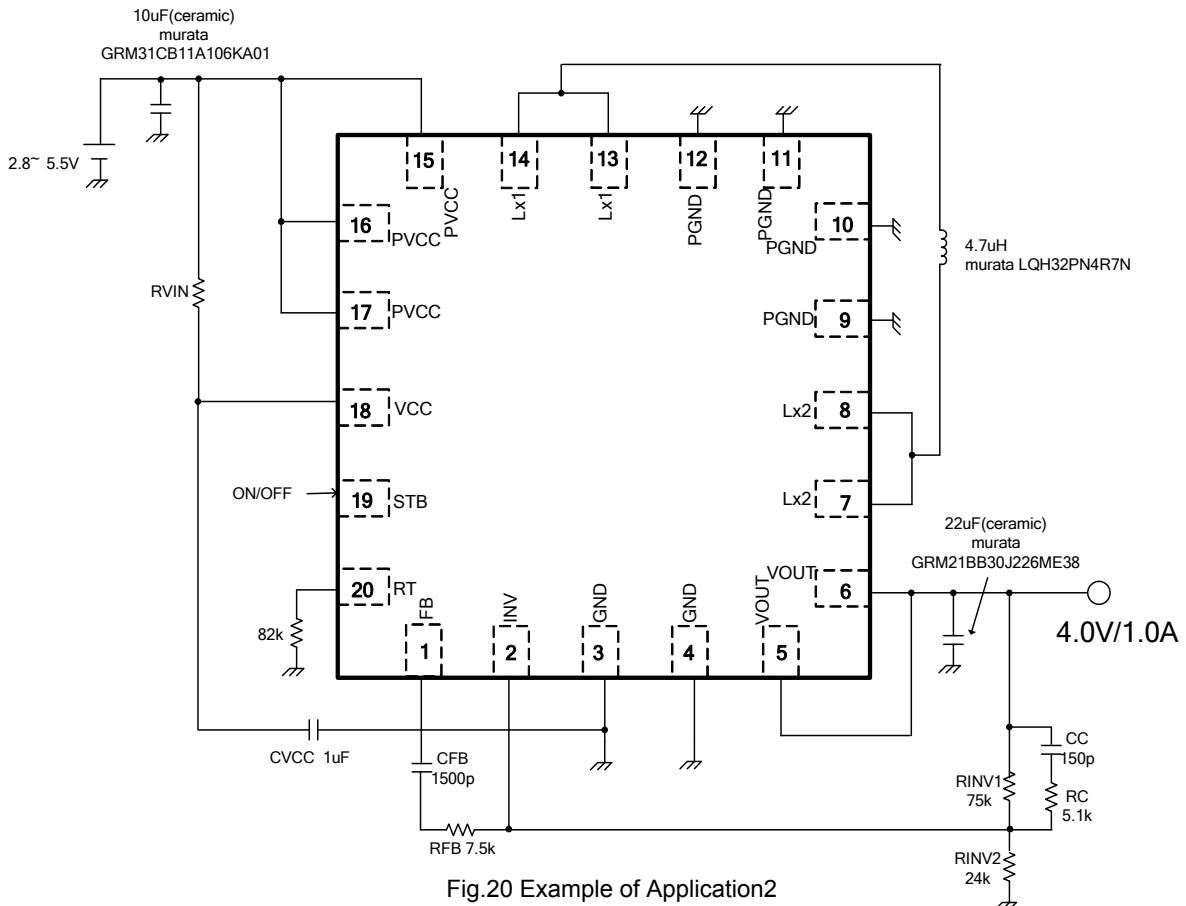 10uF(ceramic)
murata
GRM31CB11A106KA01
2.8~ 5.5V
15
14
13
12
11
PVCC
Lx1
Lx1
PGND
PGND
16
PVCC
10
PGND
4.7uH
murata LQH32PN4R7N
RVIN
17
PVCC
PGND
9
18
VCC
Lx2
8
ON/OFF
19
STB
Lx2
7
22uF(ceramic)
murata
GRM21BB30J226ME38
20
RT
VOUT
6
4.0V/1.0A
82k
FB
INV
GND
GND
VOUT
1
2
3
4
5
CVCC 1uF
CFB
1500p
CC
150p
RINV1
75k
RC
5.1k
RFB 7.5k
RINV2
24k
Fig.20 Example of Application2